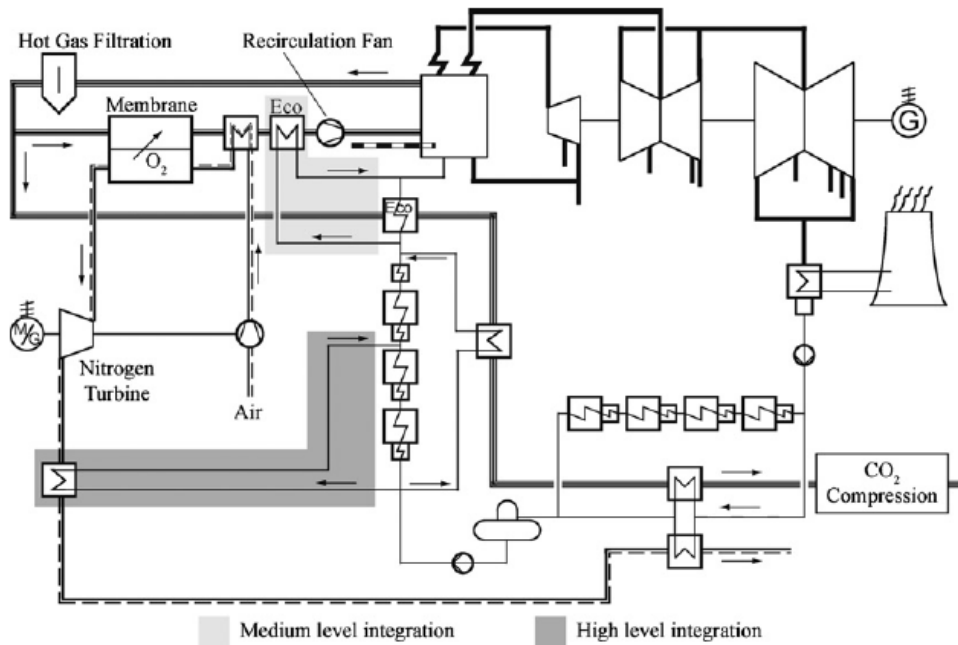 Hot Gas Filtration
Recirculation Fan
Membrane
Eco
O2
G
Eco
M/G
Nitrogen
Turbine
Air
CO2
Compression
Medium level integration
High level integration